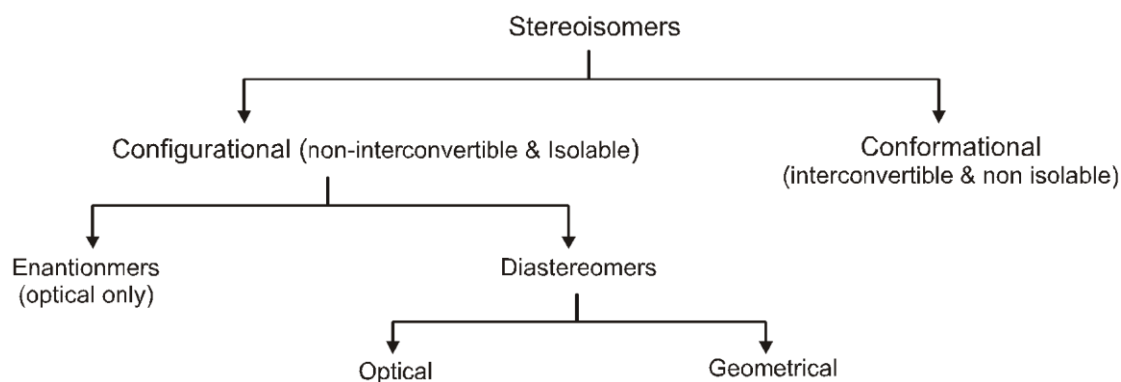 Stereoisomers
Configurational (non-interconvertible & Isolable)
Conformational
(interconvertible & non isolable)
Enantionmers
(optical only)
Diastereomers
Optical
Geometrical